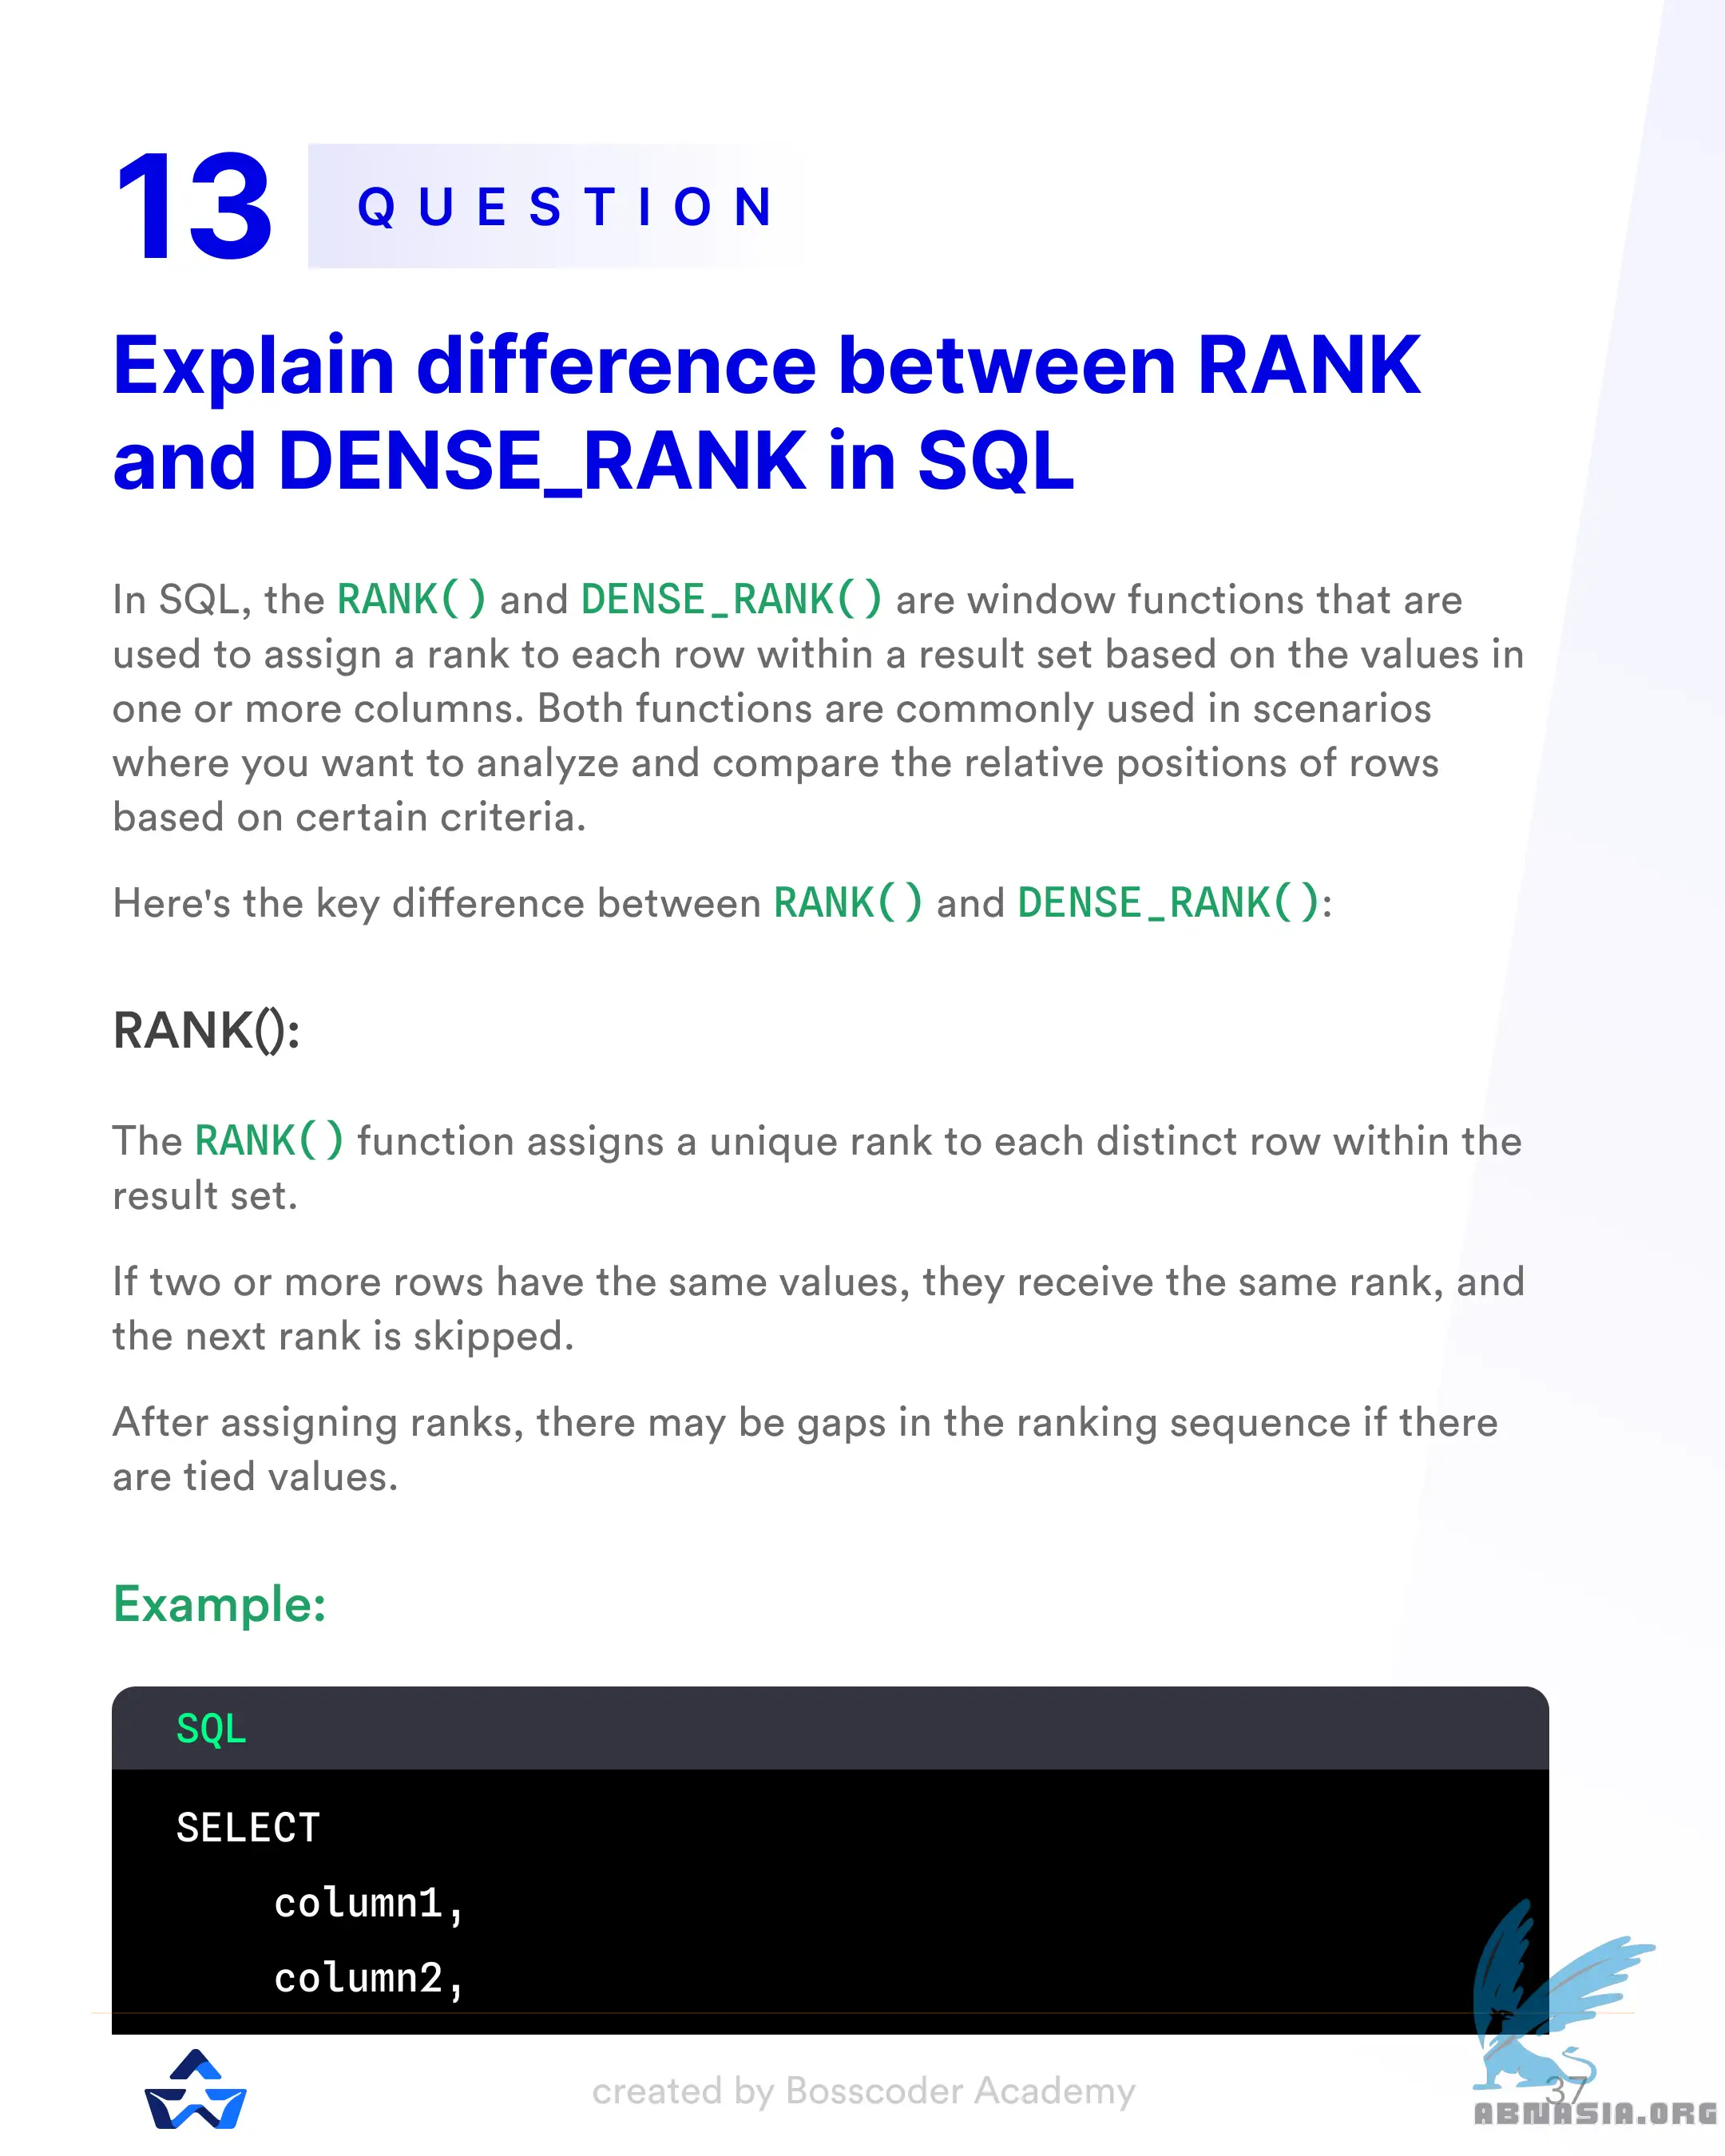 13 QUESTION
Explain difference between RANK
and DENSE_RANK in SQL
In SQL, the RANK() and DENSE_RANK() are window functions that are
used to assign a rank to each row within a result set based on the values in
one or more columns. Both functions are commonly used in scenarios
where you want to analyze and compare the relative positions of rows
based on certain criteria.
Here's the key difference between RANK() and DENSE_RANK():
RANK():
The RANK() function assigns a unique rank to each distinct row within the
result set.
If two or more rows have the same values, they receive the same rank, and
the next rank is skipped.
After assigning ranks, there may be gaps in the ranking sequence if there
are tied values.
Example:
SQL
SELECT
column1,
column2,
created by Bosscoder Academy
37
ABNASIA.ORG